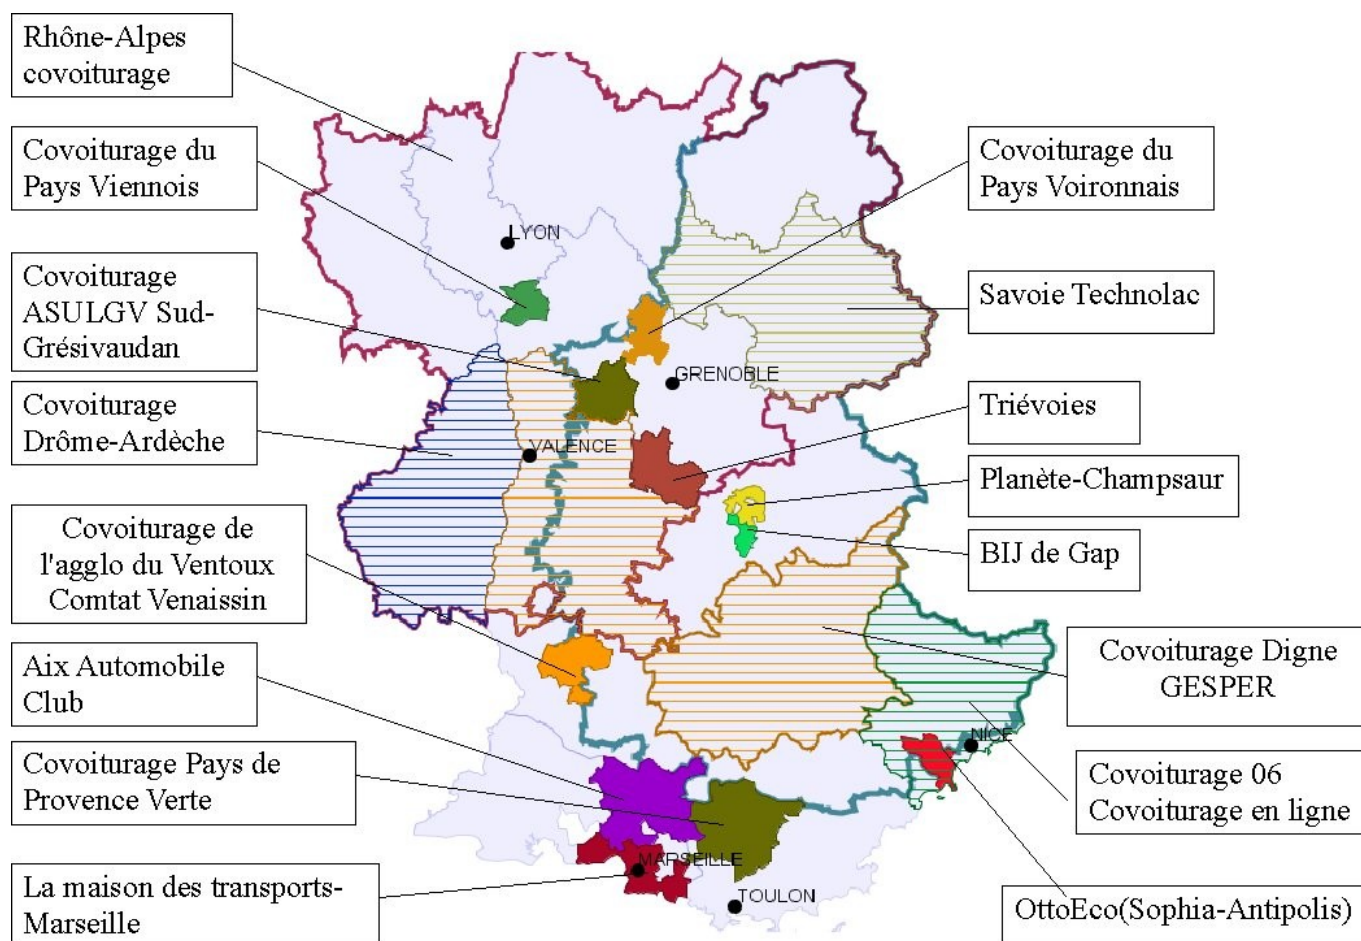 Rhône-Alpes
covoiturage
Covoiturage du
Pays Viennois
Covoiturage
ASULGV Sud-
Grésivaudan
Covoiturage
Drôme-Ardèche
Covoiturage de
l'agglo du Ventoux
Comtat Venaissin
Aix Automobile
Club
Covoiturage Pays de
Provence Verte
La maison des transports-
Marseille
LYON
GRENOBLE
VALENCE
NICE
MARSEILLE
TOULON
Covoiturage du
Pays Voironnais
Savoie Technolac
Triévoies
Planète-Champsaur
BIJ de Gap
Covoiturage Digne
GESPER
Covoiturage 06
Covoiturage en ligne
OttoEco(Sophia-Antipolis)